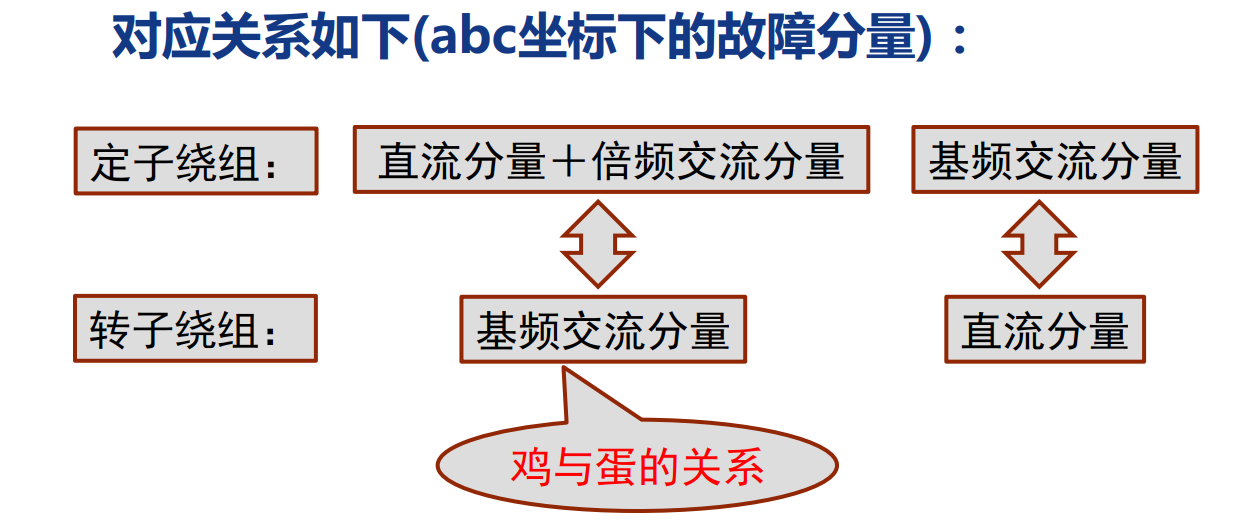 对应关系如下(abc坐标下的故障分量)：
定子绕组： 直流分量＋倍频交流分量 基频交流分量
转子绕组： 基频交流分量 直流分量
鸡与蛋的关系